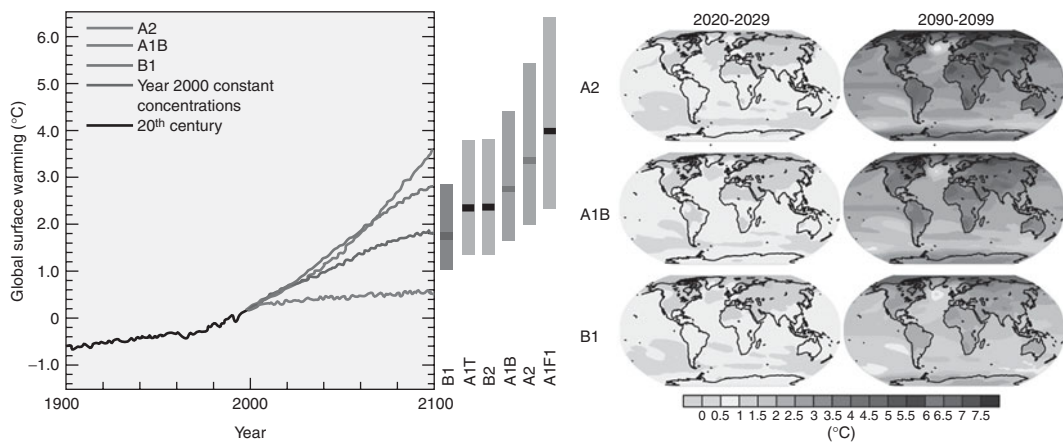 6.0
5.0
4.0
3.0
2.0
1.0
0
–1.0
Global surface warming (°C)
A2
A1B
B1
Year 2000 constant
concentrations
20th century
1900
2000
2100
Year
B1
A1T
B2
A1B
A2
A1F1
2020-2029
2090-2099
A2
A1B
B1
0 0.5 1 1.5 2 2.5 3 3.5 4 4.5 5 5.5 6 6.5 7 7.5
(°C)